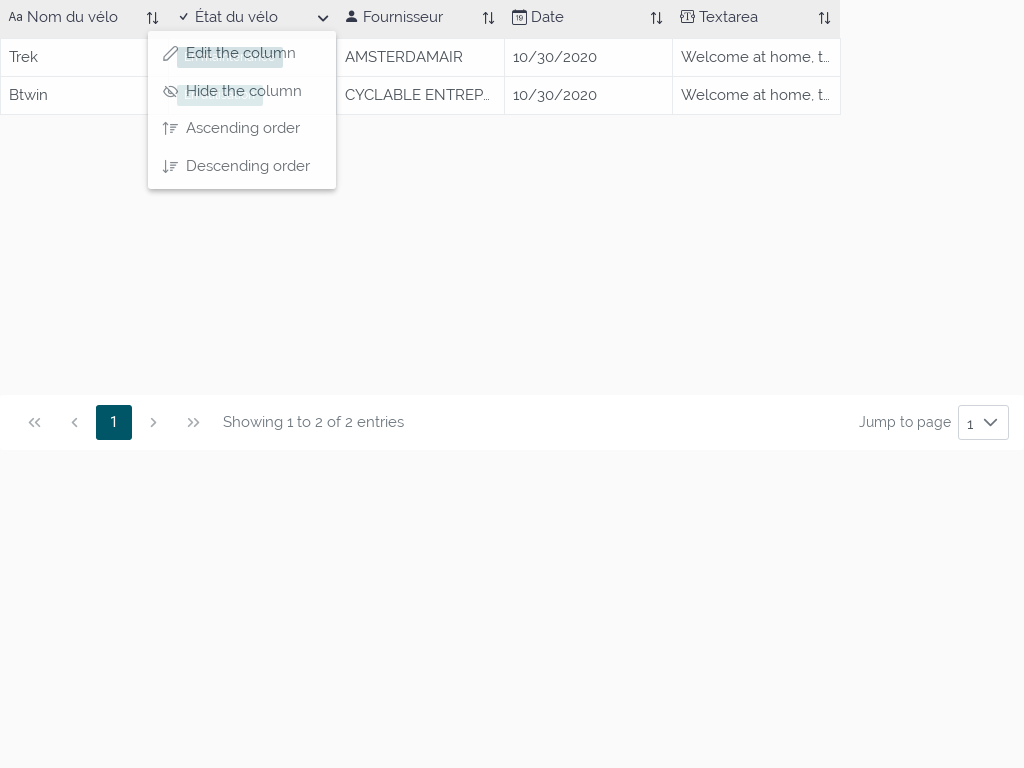 Aa Nom du vélo État du vélo Fournisseur 19 Date T Textarea
Trek AMSTERDAMAIR 10/30/2020 Welcome at home, t...
Btwin CYCLABLE ENTREP... 10/30/2020 Welcome at home, t...
Edit the column
Hide the column
Ascending order
Descending order
1 Showing 1 to 2 of 2 entries Jump to page 1